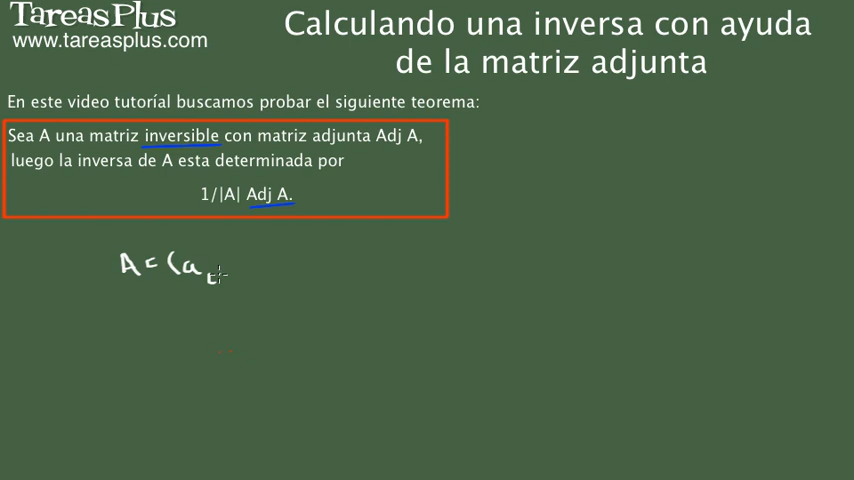 TareasPlus
www.tareasplus.com
Calculando una inversa con ayuda
de la matriz adjunta
En este video tutoríal buscamos probar el siguiente teorema:
Sea A una matriz inversible con matriz adjunta Adj A,
luego la inversa de A esta determinada por
1/|A| Adj A.
A = (a